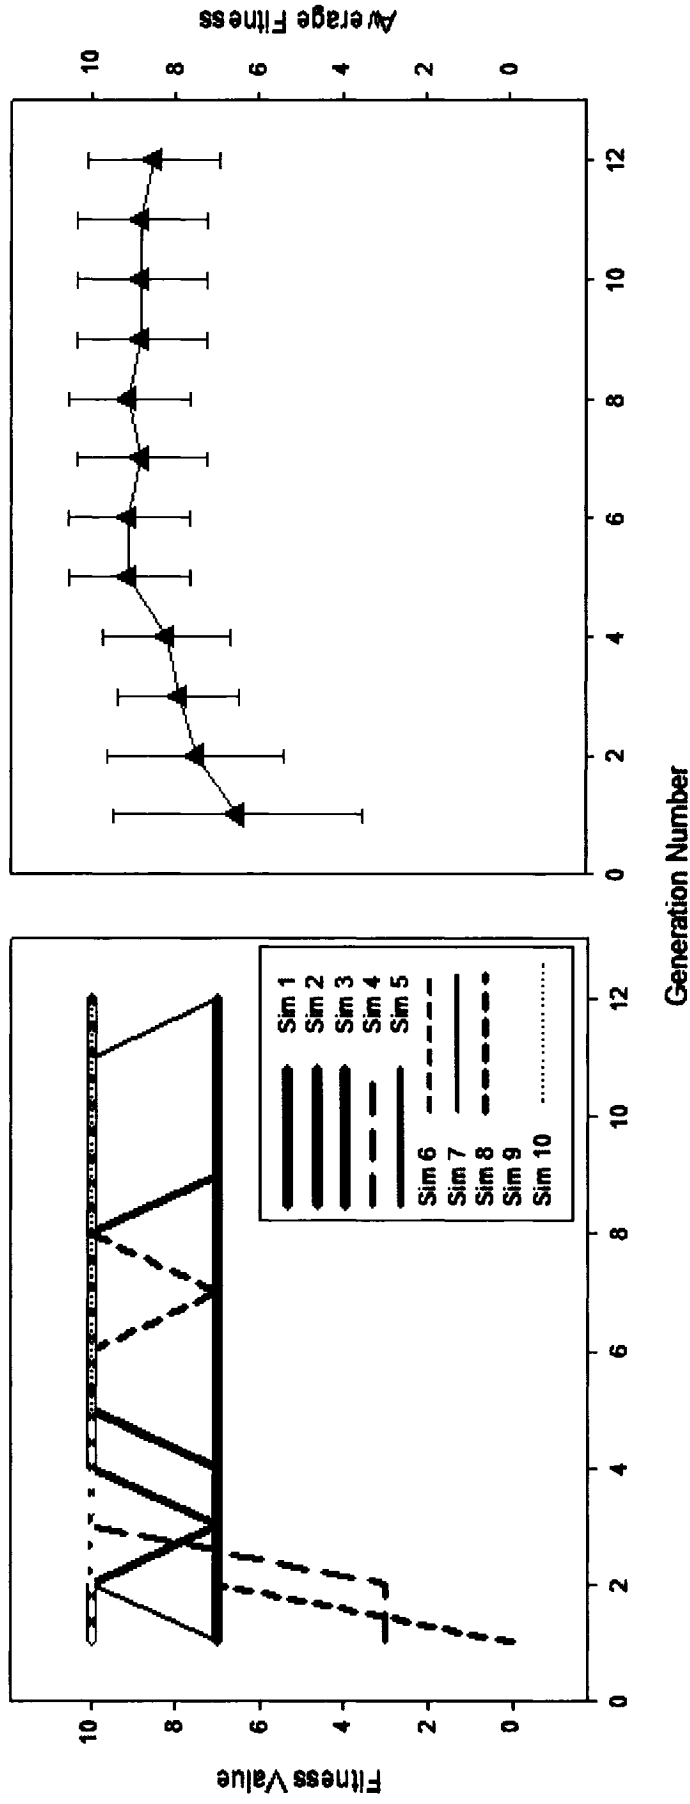 Fitness Value
10
8
6
4
2
0
0
2
4
6
8
10
12
Sim 1
Sim 2
Sim 3
Sim 4
Sim 5
Sim 6
Sim 7
Sim 8
Sim 9
Sim 10
0
2
4
6
8
10
12
Generation Number
10
8
6
4
2
0
Average Fitness